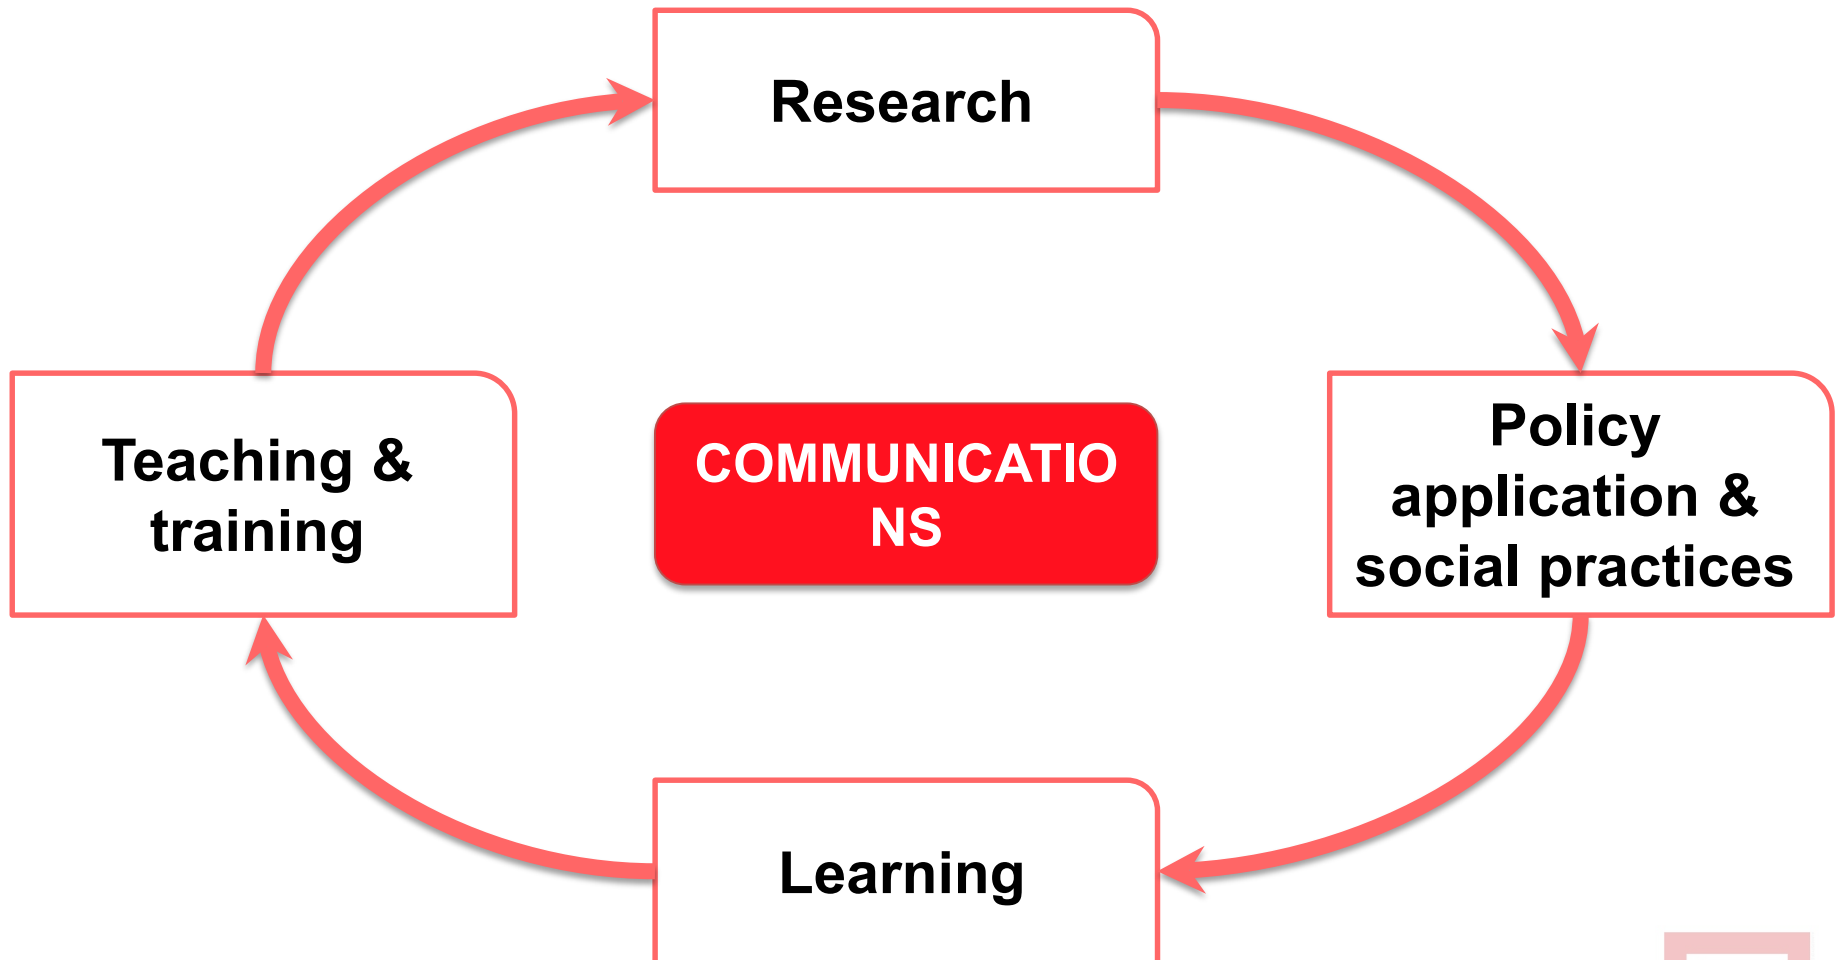 Research
Teaching &
training
COMMUNICATIO
NS
Policy
application &
social practices
Learning